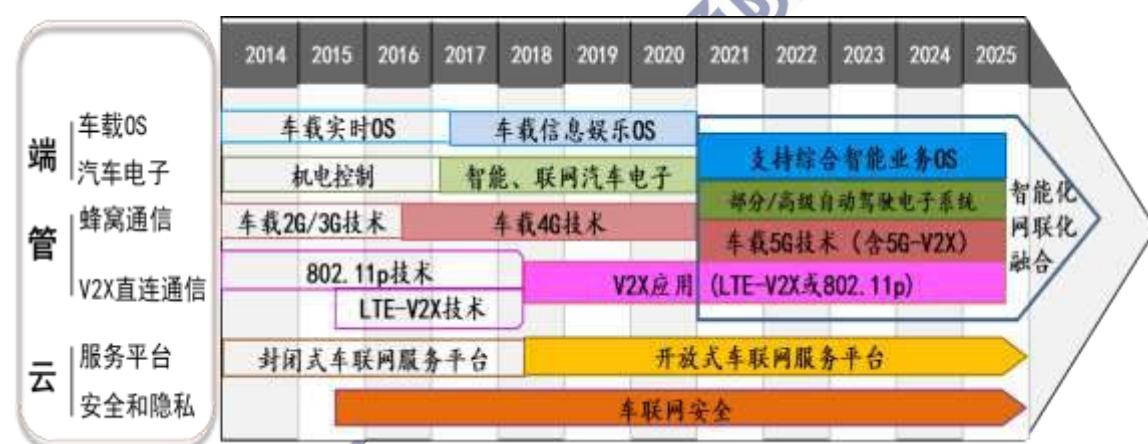 2014 2015 2016 2017 2018 2019 2020 2021 2022 2023 2024 2025
端
车载OS
汽车电子
管
蜂窝通信
V2X直连通信
云
服务平台
安全和隐私
车载实时OS
车载信息娱乐OS
支持综合智能业务OS
机电控制
智能、联网汽车电子
部分/高级自动驾驶电子系统
车载2G/3G技术
车载4G技术
车载5G技术（含5G-V2X）
802.11p技术
LTE-V2X技术
V2X应用（LTE-V2X或802.11p）
智能化
网联化
融合
封闭式车联网服务平台
开放式车联网服务平台
车联网安全